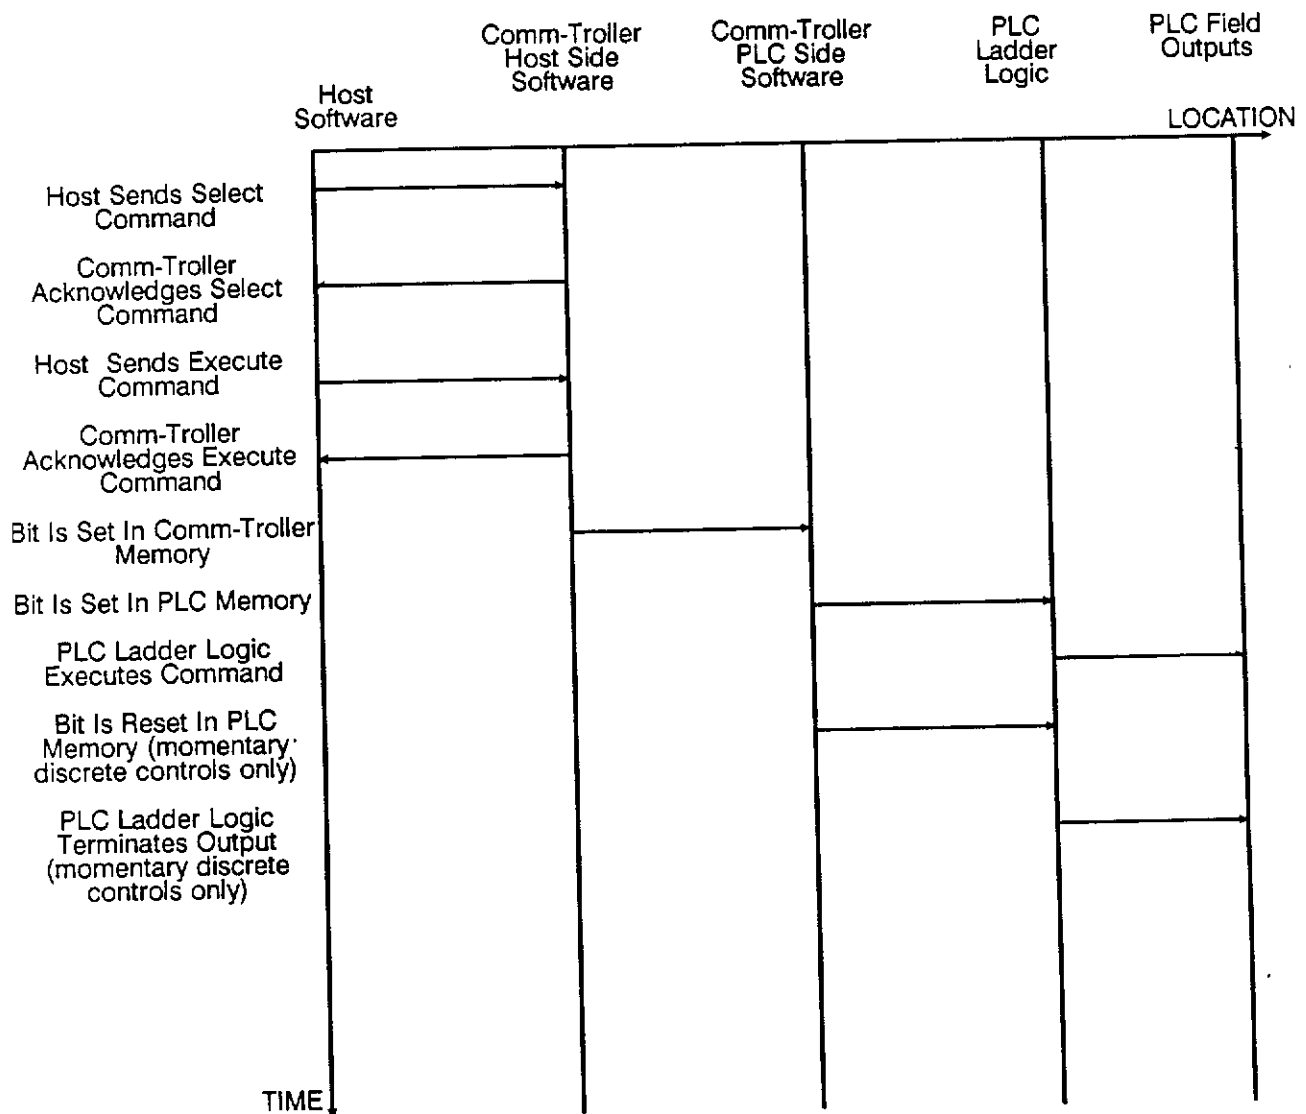 Comm-Troller
Host Side
Software
Comm-Troller
PLC Side
Software
PLC
Ladder
Logic
PLC Field
Outputs
Host
Software
LOCATION
Host Sends Select
Command
Comm-Troller
Acknowledges Select
Command
Host Sends Execute
Command
Comm-Troller
Acknowledges Execute
Command
Bit Is Set In Comm-Troller
Memory
Bit Is Set In PLC Memory
PLC Ladder Logic
Executes Command
Bit Is Reset In PLC
Memory (momentary
discrete controls only)
PLC Ladder Logic
Terminates Output
(momentary discrete
controls only)
TIME